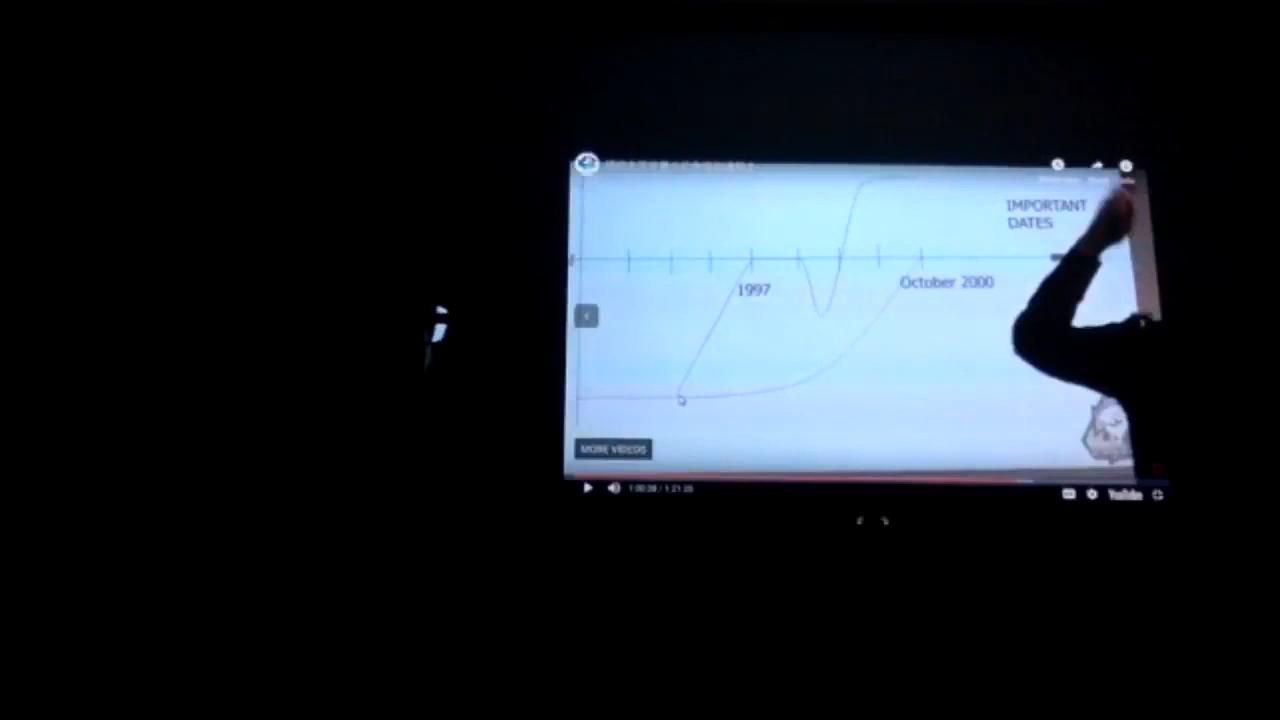 IMPORTANT
DATES
1997
October 2000
MORE VIDEOS
YouTube